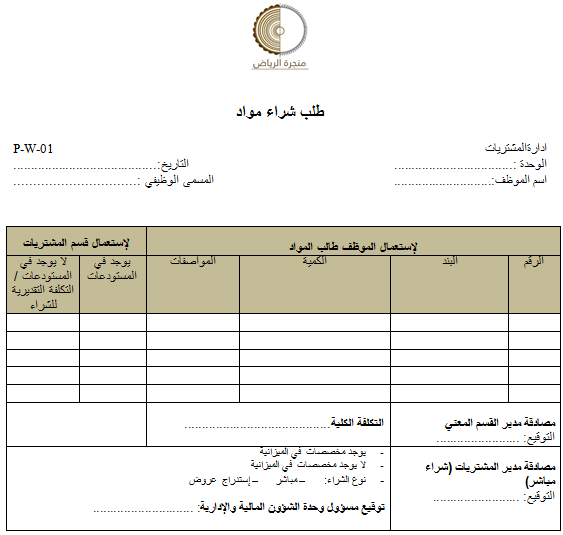 منجرة الرياض
طلب شراء مواد
ادارةالمشتريات P-W-01
الوحدة :.................................. التاريخ:.........................................
اسم الموظف:............................ المسمى الوظيفي :...............................
لإستعمال الموظف طالب المواد لإستعمال قسم المشتريات
الرقم البند الكمية المواصفات يوجد في المستودعات لا يوجد في المستودعات / التكلفة التقديرية للشراء
مصادقة مدير القسم المعني
التوقيع: ........................
التكلفة الكلية..........................................
مصادقة مدير المشتريات (شراء مباشر)
التوقيع: .........................
- يوجد مخصصات في الميزانية
- لا يوجد مخصصات في الميزانية
- نوع الشراء: – مباشر – إستدراج عروض
توقيع مسؤول وحدة الشؤون المالية والإدارية: .............................